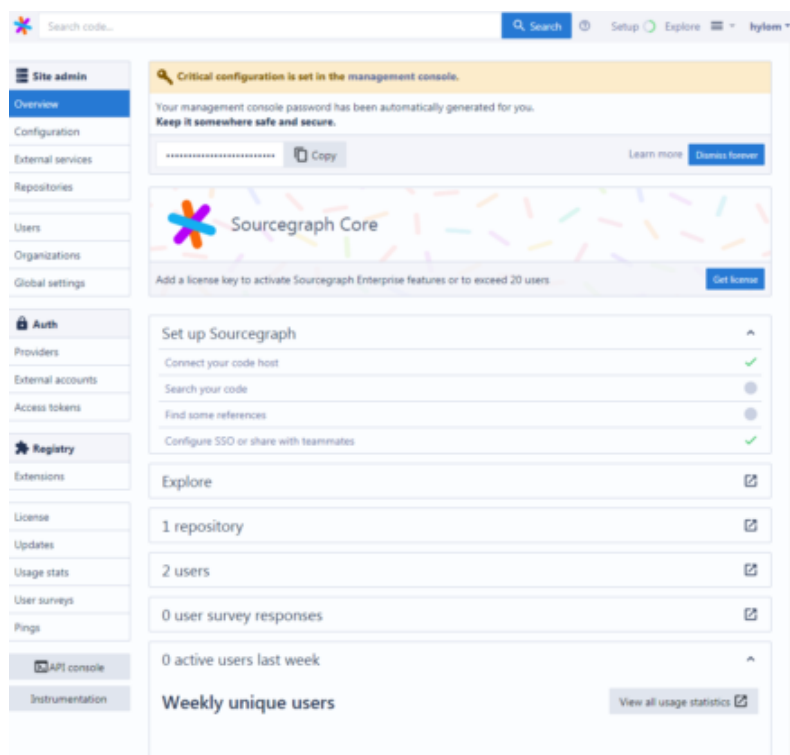 Search code...
Search
Setup
Explore
hylom
Site admin
Overview
Configuration
External services
Repositories
Users
Organizations
Global settings
Auth
Providers
External accounts
Access tokens
Registry
Extensions
License
Updates
Usage stats
User surveys
Pings
API console
Instrumentation
Critical configuration is set in the management console.
Your management console password has been automatically generated for you.
Keep it somewhere safe and secure.
Copy
Learn more
Dismiss forever
Sourcegraph Core
Add a license key to activate Sourcegraph Enterprise features or to exceed 20 users
Get license
Set up Sourcegraph
Connect your code host
Search your code
Find some references
Configure SSO or share with teammates
Explore
1 repository
2 users
0 user survey responses
0 active users last week
Weekly unique users
View all usage statistics